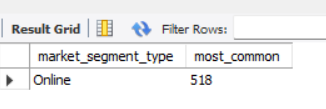 Result Grid Filter Rows:
market_segment_type most_common
Online 518